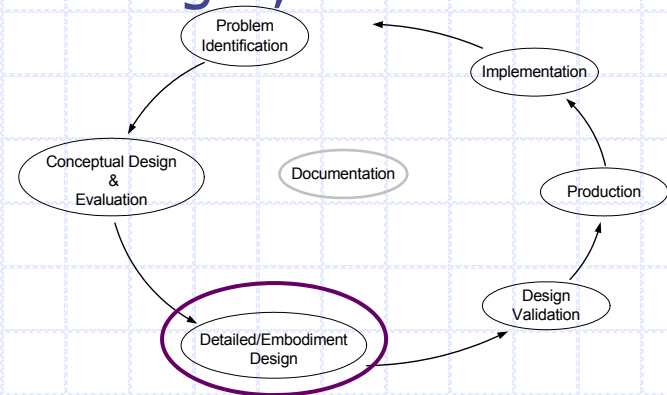 Problem
Identification
Implementation
Conceptual Design
&
Evaluation
Documentation
Production
Design
Validation
Detailed/Embodiment
Design